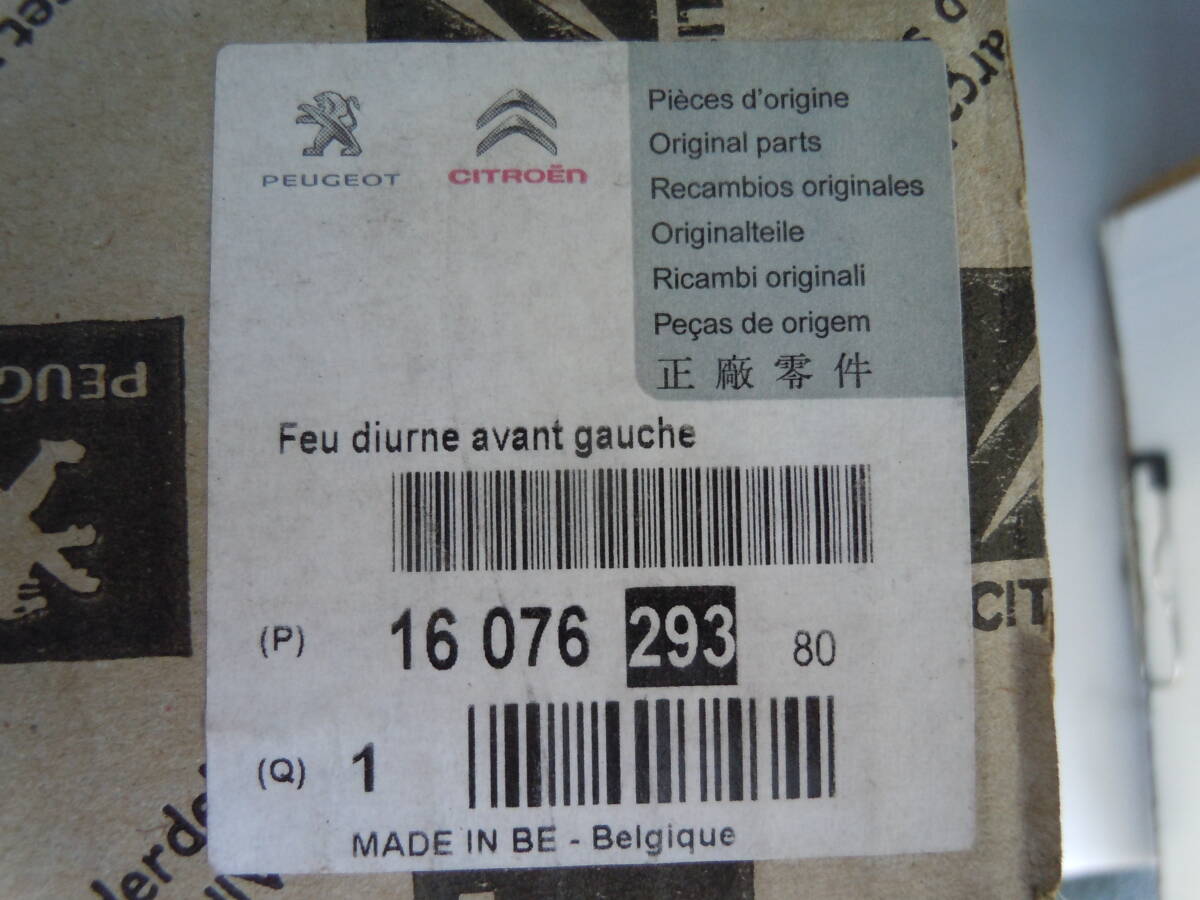 PEUGEOT
CITROËN
Pièces d'origine
Original parts
Recambios originales
Originalteile
Ricambi originali
Peças de origem
正廠零件
Feu diurne avant gauche
(P) 16 076 293 80
(Q) 1
MADE IN BE - Belgique
PEUG
CIT